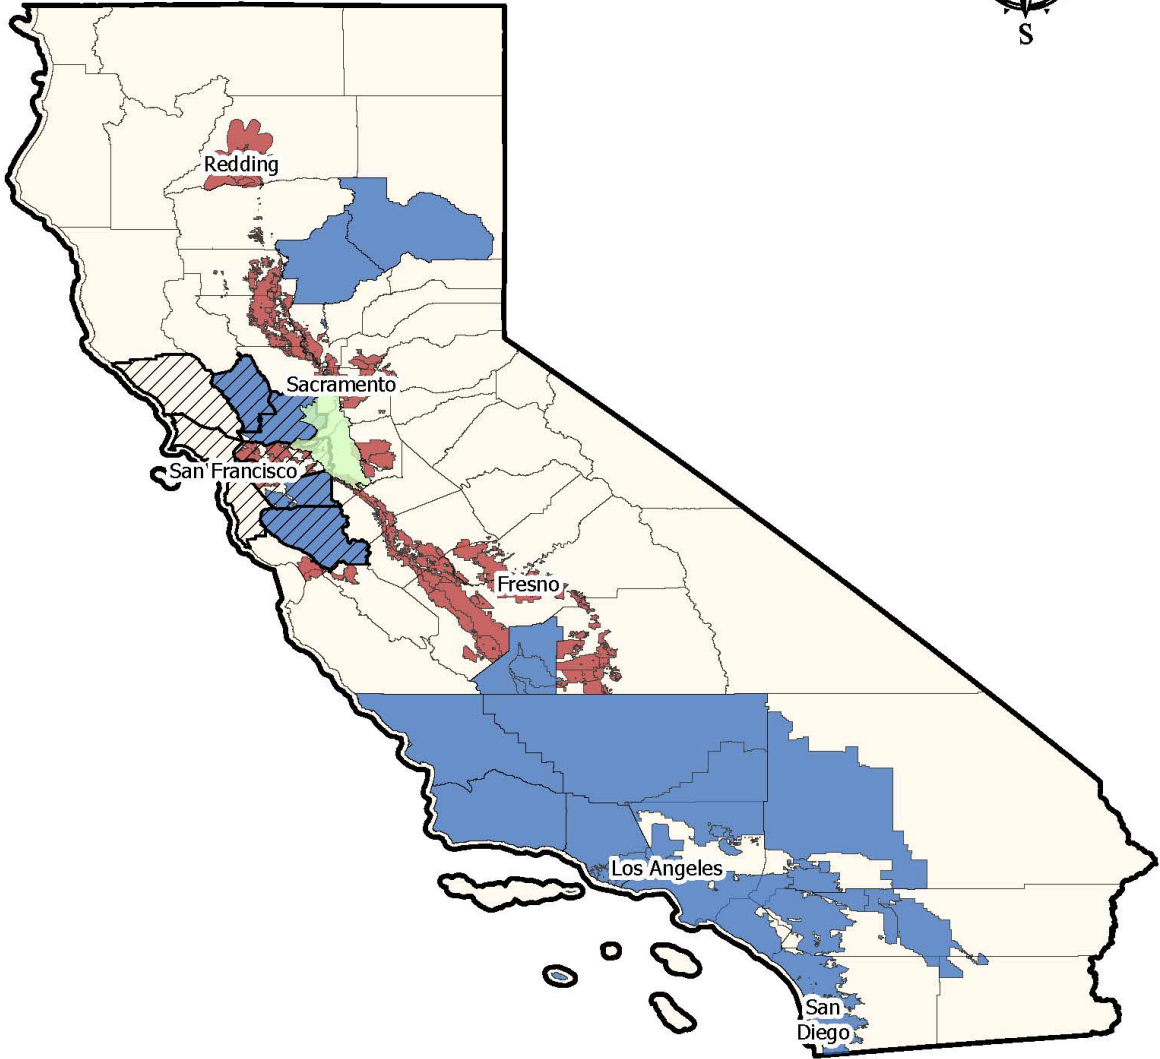 S
Redding
Sacramento
San Francisco
Fresno
Los Angeles
San
Diego